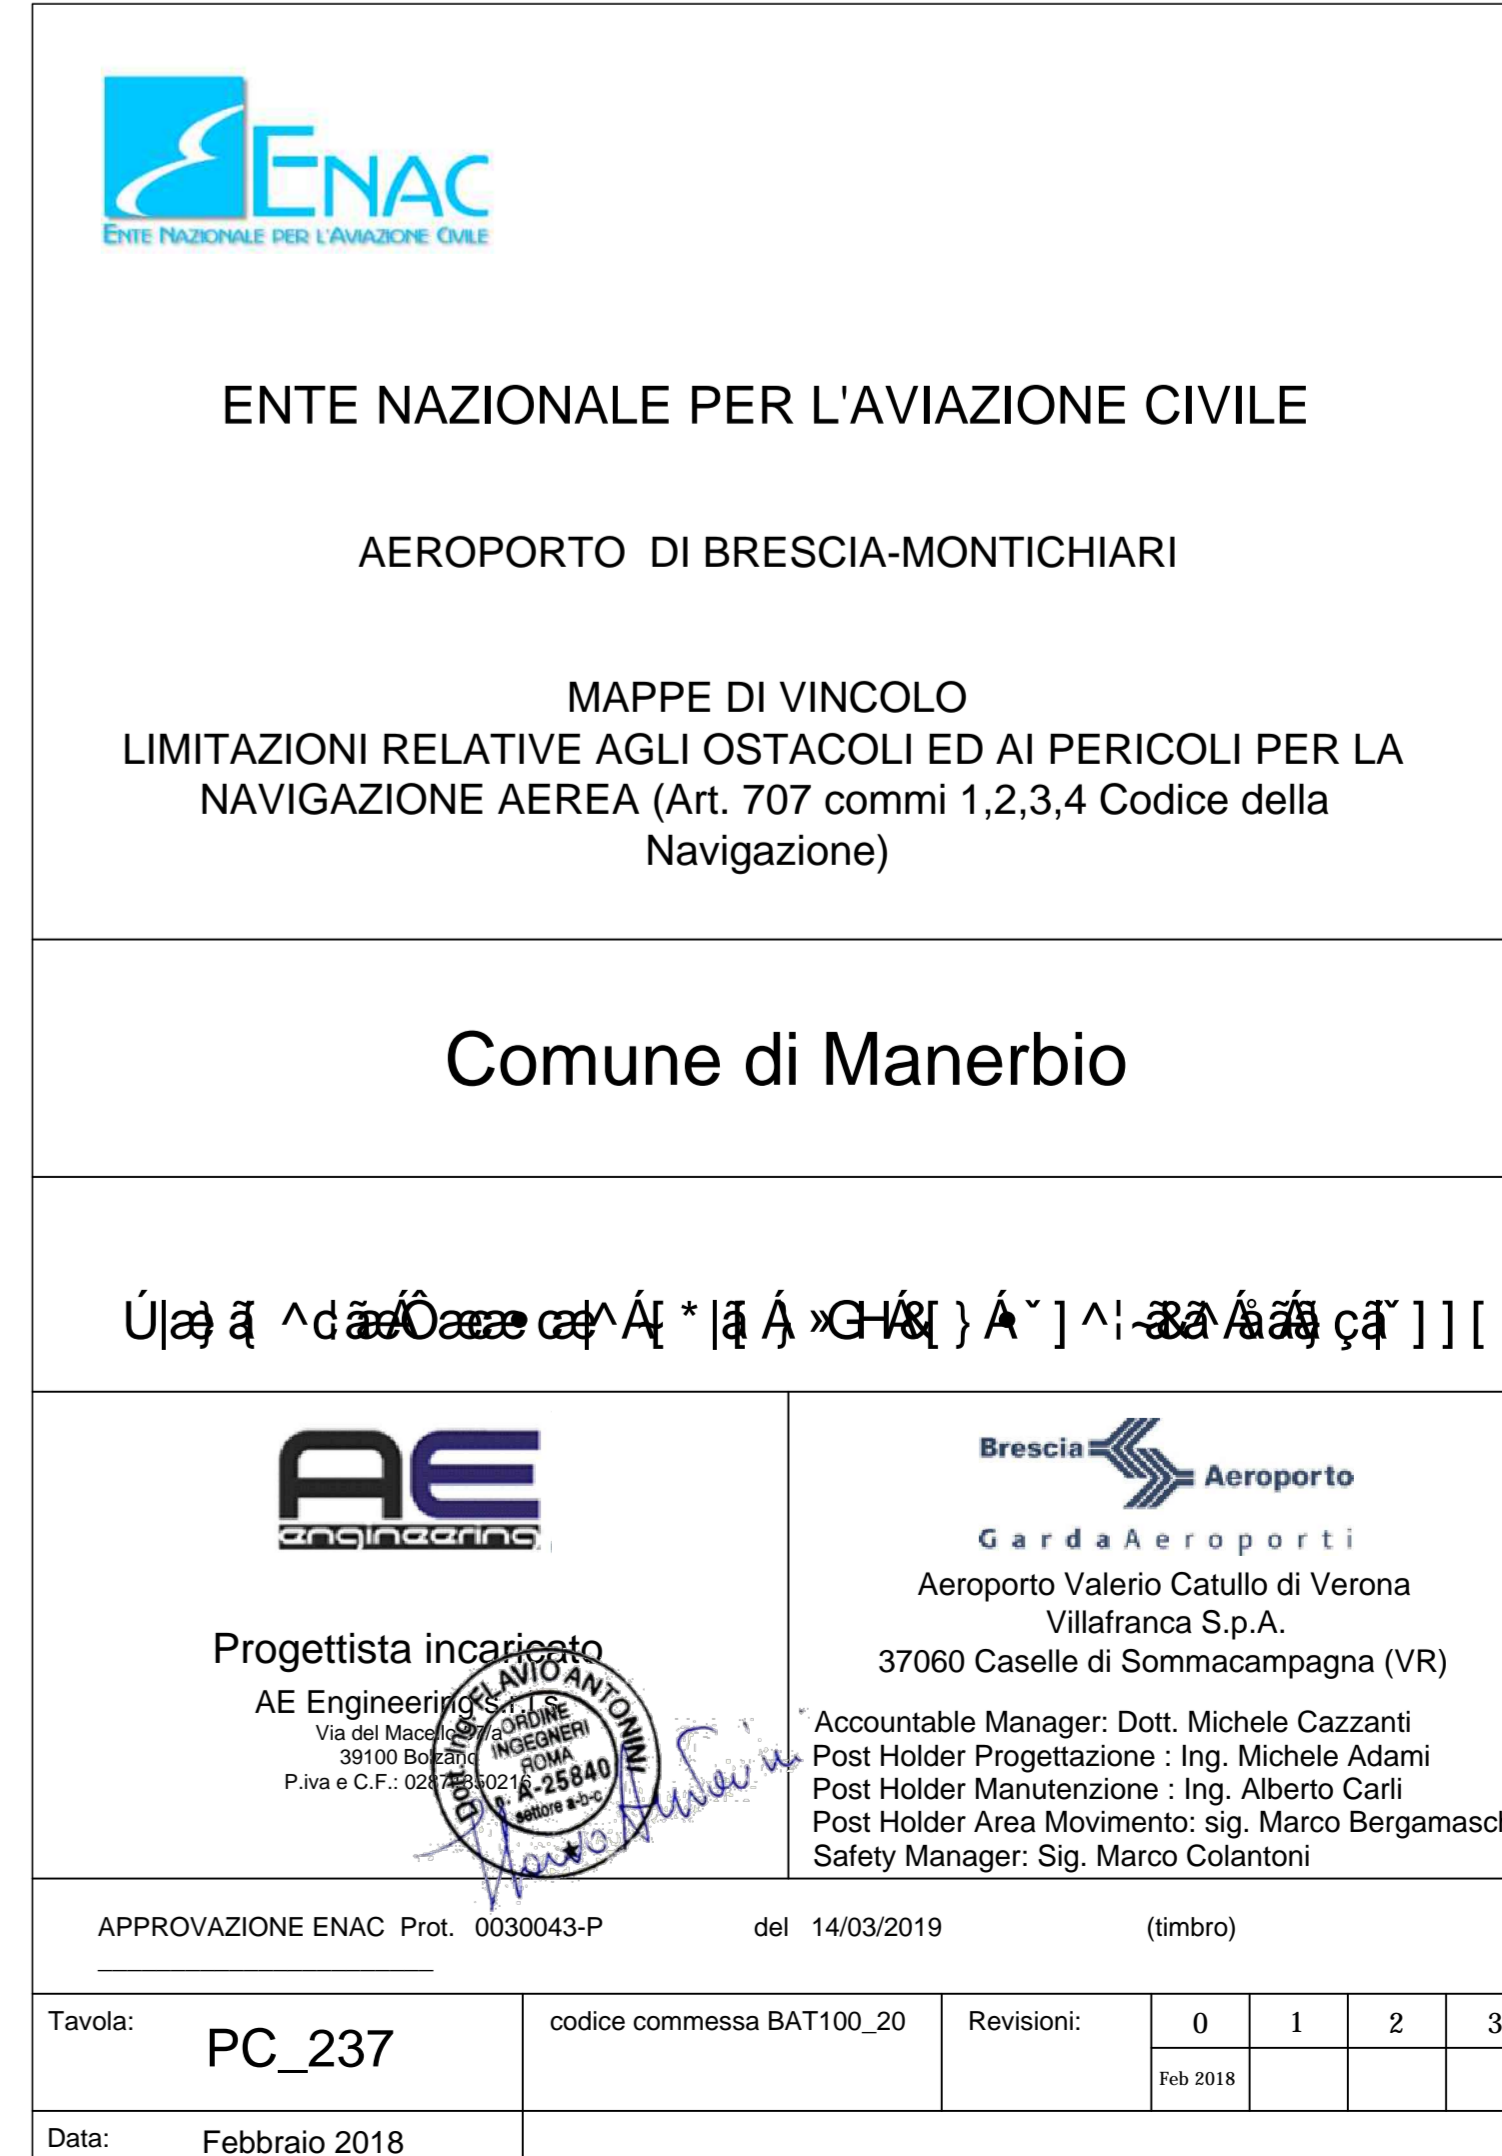 ENAC
ENTE NAZIONALE PER L'AVIAZIONE CIVILE
ENTE NAZIONALE PER L'AVIAZIONE CIVILE
AEROPORTO DI BRESCIA-MONTICHIARI
MAPPE DI VINCOLO
LIMITAZIONI RELATIVE AGLI OSTACOLI ED AI PERICOLI PER LA
NAVIGAZIONE AEREA (Art. 707 commi 1,2,3,4 Codice della
Navigazione)
Comune di Manerbio
AE
engineering
Progettista incaricato
AE Engineering s.r.l.s.
Via del Macello 
39100 Bolzano
P.iva e C.F.:
Dott. Ing. FLAVIO ANTONINI
ORDINE
INGEGNERI
ROMA
n. A-25840
settore a-b-c
Brescia
Aeroporto
GardaAeroporti
Aeroporto Valerio Catullo di Verona
Villafranca S.p.A.
37060 Caselle di Sommacampagna (VR)
Accountable Manager: Dott. Michele Cazzanti
Post Holder Progettazione : Ing. Michele Adami
Post Holder Manutenzione : Ing. Alberto Carli
Post Holder Area Movimento: sig. Marco
Safety Manager: Sig. Marco Colantoni
APPROVAZIONE ENAC Prot. 0030043-P del 14/03/2019 (timbro)
Tavola: PC_237
codice commessa BAT100_20
Revisioni: 0 1 2 3
Feb 2018
Data: Febbraio 2018